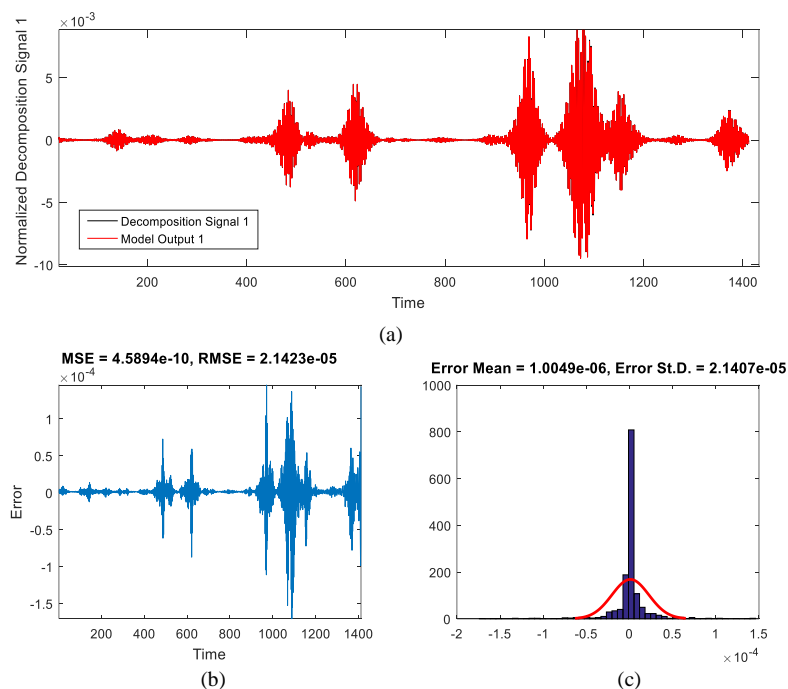 ×10⁻³
Normalized Decomposition Signal 1
5
0
-5
-10
Decomposition Signal 1
Model Output 1
200 400 600 800 1000 1200 1400
Time
(a)
MSE = 4.5894e-10, RMSE = 2.1423e-05
×10⁻⁴
Error
1
0.5
0
-0.5
-1
-1.5
200 400 600 800 1000 1200 1400
Time
(b)
Error Mean = 1.0049e-06, Error St.D. = 2.1407e-05
1000
800
600
400
200
0
-2 -1.5 -1 -0.5 0 0.5 1 1.5
×10⁻⁴
(c)